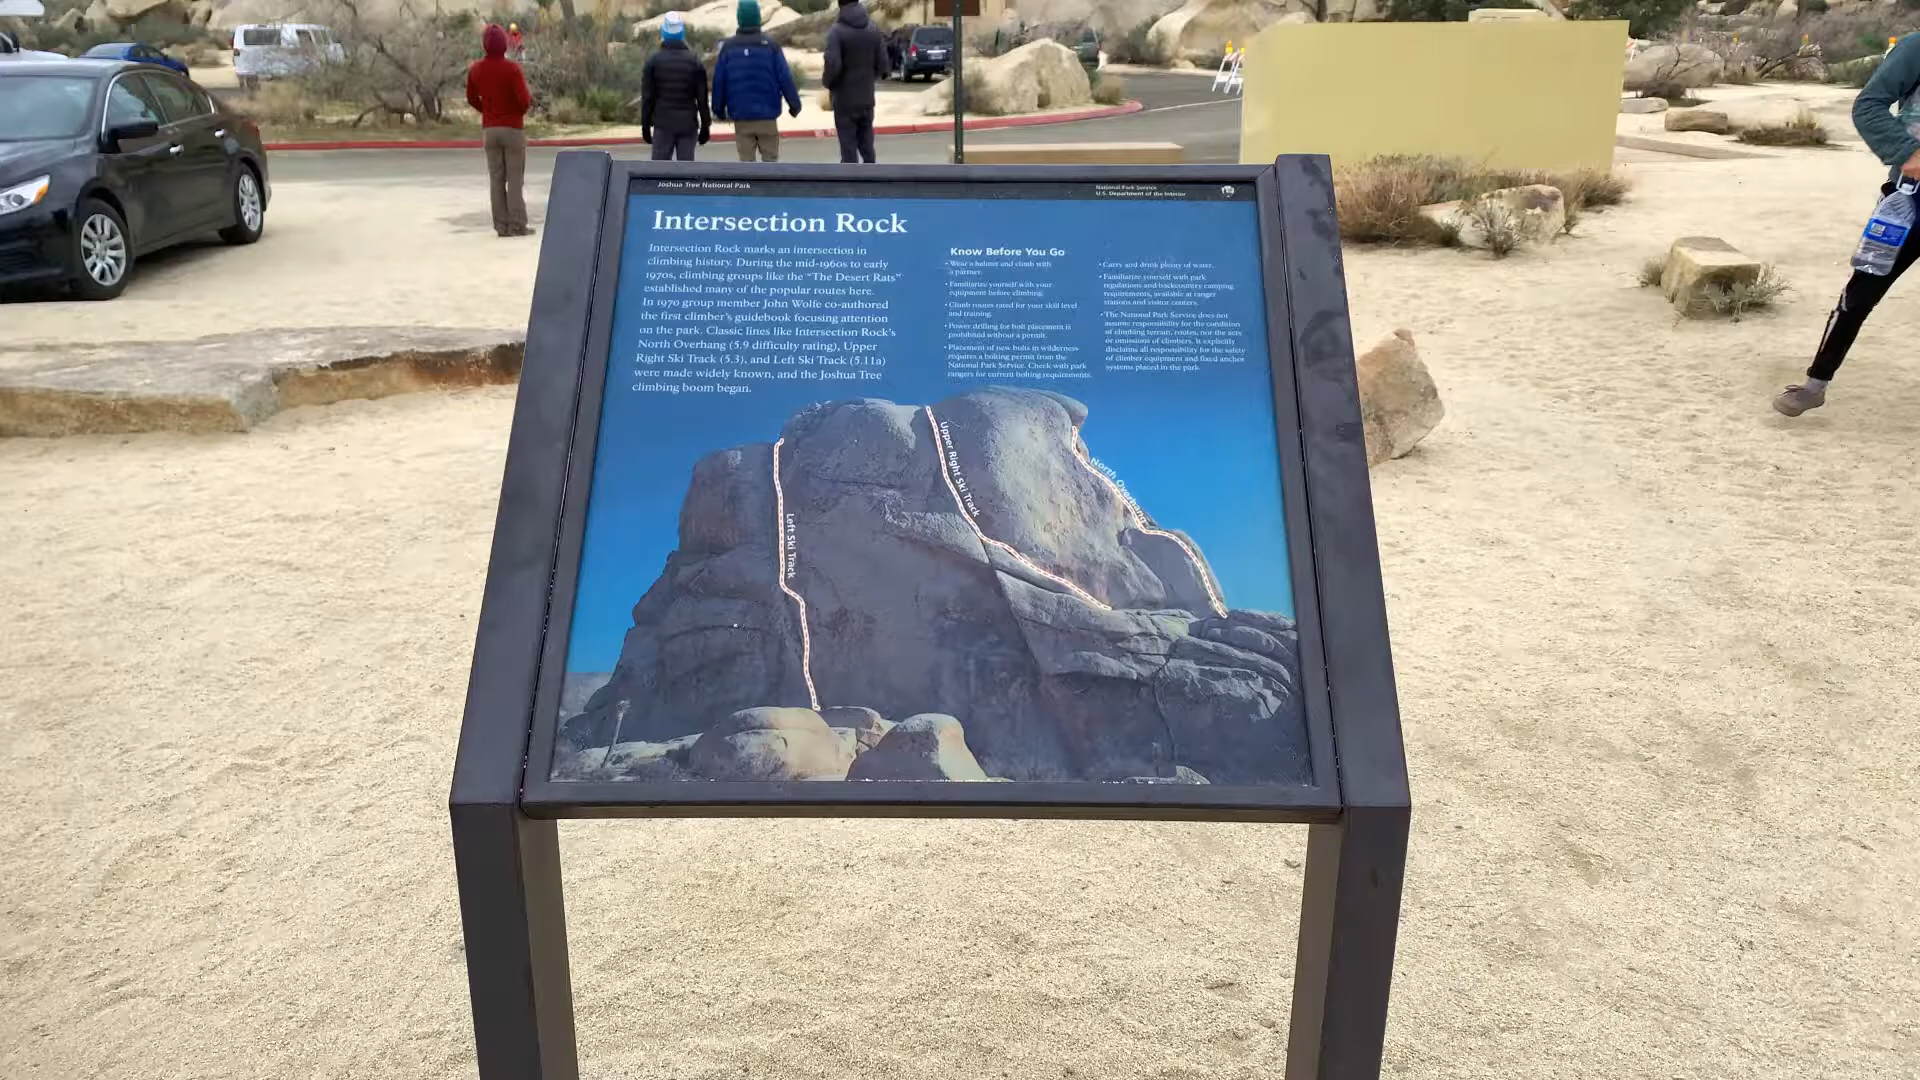 Joshua Tree National Park
National Park Service
U.S. Department of the Interior
Intersection Rock
Intersection Rock marks an intersection in
climbing history. During the mid-1960s to early
1970s, climbing groups like the "The Desert Rats"
established many of the popular routes here.
In 1970 group member John Wolfe co-authored
the first climber's guidebook focusing attention
on the park. Classic lines like Intersection Rock's
North Overhang (5.9 difficulty rating), Upper
Right Ski Track (5.3), and Left Ski Track (5.11a)
were made widely known, and the Joshua Tree
climbing boom began.
Know Before You Go
• Wear a helmet and climb with
a partner.
• Familiarize yourself with your
equipment before climbing.
• Climb routes rated for your skill level
and training.
• Power drilling for bolt placement is
prohibited without a permit.
• Placement of new bolts in wilderness
requires a bolting permit from the
National Park Service. Check with park
rangers for current bolting requirements.
• Carry and drink plenty of water.
• Familiarize yourself with park
regulations and backcountry camping
requirements, available at ranger
stations and visitor centers.
• The National Park Service does not
assume responsibility for the condition
of climbing terrain, routes, nor the acts
or omissions of climbers. It explicitly
disclaims all responsibility for the safety
of climber equipment and fixed anchor
systems placed in the park.
Left Ski Track
Upper Right Ski Track
North Overhang